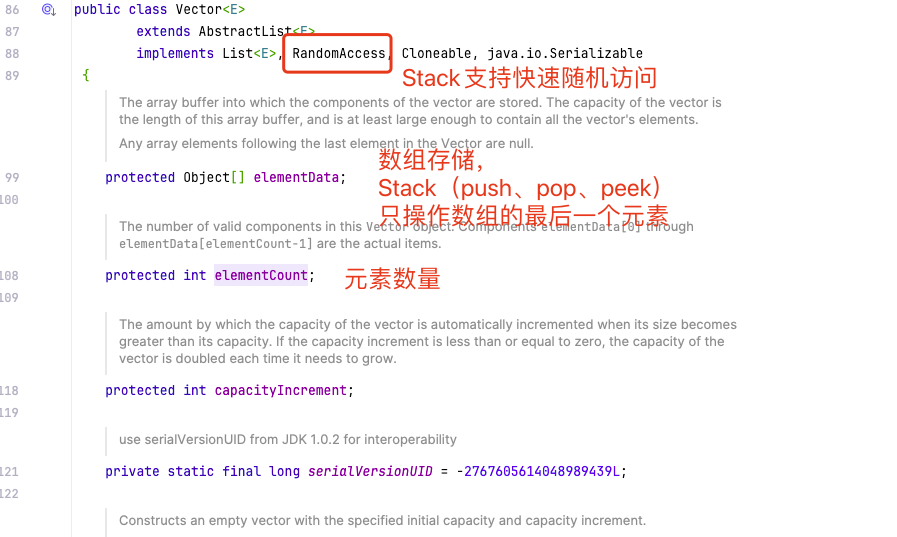 86 public class Vector<E>
87 extends AbstractList<E>
88 implements List<E>, RandomAccess, Cloneable, java.io.Serializable
89 {
Stack支持快速随机访问
The array buffer into which the components of the vector are stored. The capacity of the vector is
the length of this array buffer, and is at least large enough to contain all the vector's elements.
Any array elements following the last element in the Vector are null.
数组存储，
99 protected Object[] elementData;
Stack（push、pop、peek）
100
只操作数组的最后一个元素
The number of valid components in this Vector object. Components elementData[0] through
elementData[elementCount-1] are the actual items.
108 protected int elementCount;
元素数量
109
The amount by which the capacity of the vector is automatically incremented when its size becomes
greater than its capacity. If the capacity increment is less than or equal to zero, the capacity of the
vector is doubled each time it needs to grow.
118 protected int capacityIncrement;
119
use serialVersionUID from JDK 1.0.2 for interoperability
121 private static final long serialVersionUID = -2767605614048989439L;
122
Constructs an empty vector with the specified initial capacity and capacity increment.